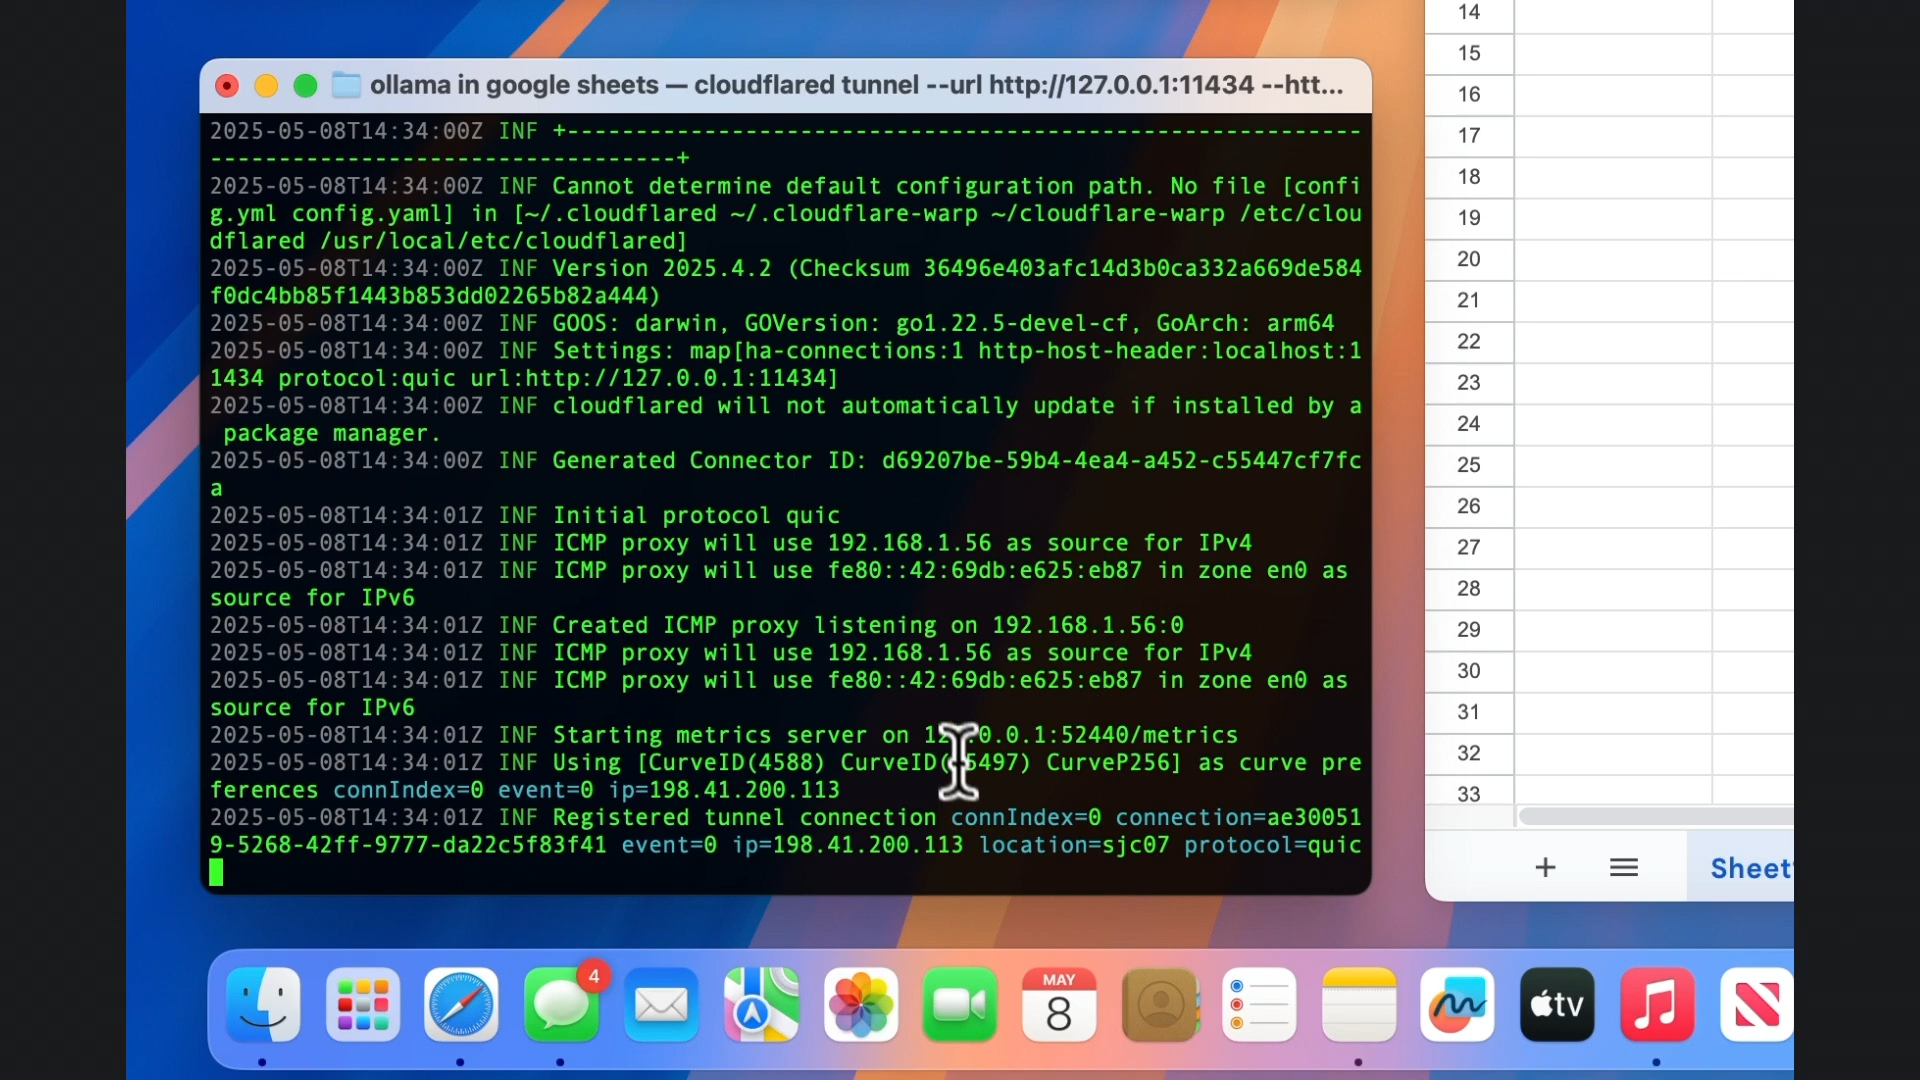 ollama in google sheets — cloudflared tunnel --url http://127.0.0.1:11434 --htt...
2025-05-08T14:34:00Z INF +----------------------------------------------------------
----------------------------------+
2025-05-08T14:34:00Z INF Cannot determine default configuration path. No file [confi
g.yml config.yaml] in [~/.cloudflared ~/.cloudflare-warp ~/cloudflare-warp /etc/clou
dflared /usr/local/etc/cloudflared]
2025-05-08T14:34:00Z INF Version 2025.4.2 (Checksum 36496e403afc14d3b0ca332a669de584
f0dc4bb85f1443b853dd02265b82a444)
2025-05-08T14:34:00Z INF GOOS: darwin, GOVersion: go1.22.5-devel-cf, GoArch: arm64
2025-05-08T14:34:00Z INF Settings: map[ha-connections:1 http-host-header:localhost:1
1434 protocol:quic url:http://127.0.0.1:11434]
2025-05-08T14:34:00Z INF cloudflared will not automatically update if installed by a
package manager.
2025-05-08T14:34:00Z INF Generated Connector ID: d69207be-59b4-4ea4-a452-c55447cf7fc
a
2025-05-08T14:34:01Z INF Initial protocol quic
2025-05-08T14:34:01Z INF ICMP proxy will use 192.168.1.56 as source for IPv4
2025-05-08T14:34:01Z INF ICMP proxy will use fe80::42:69db:e625:eb87 in zone en0 as
source for IPv6
2025-05-08T14:34:01Z INF Created ICMP proxy listening on 192.168.1.56:0
2025-05-08T14:34:01Z INF ICMP proxy will use 192.168.1.56 as source for IPv4
2025-05-08T14:34:01Z INF ICMP proxy will use fe80::42:69db:e625:eb87 in zone en0 as
source for IPv6
2025-05-08T14:34:01Z INF Starting metrics server on 127.0.0.1:52440/metrics
2025-05-08T14:34:01Z INF Using [CurveID(4588) CurveP256] as curve pre
ferences connIndex=0 event=0 ip=198.41.200.113
2025-05-08T14:34:01Z INF Registered tunnel connection connIndex=0 connection=ae30051
9-5268-42ff-9777-da22c5f83f41 event=0 ip=198.41.200.113 location=sjc07 protocol=quic
14
15
16
17
18
19
20
21
22
23
24
25
26
27
28
29
30
31
32
33
+
Sheet
4
MAY
8
tv